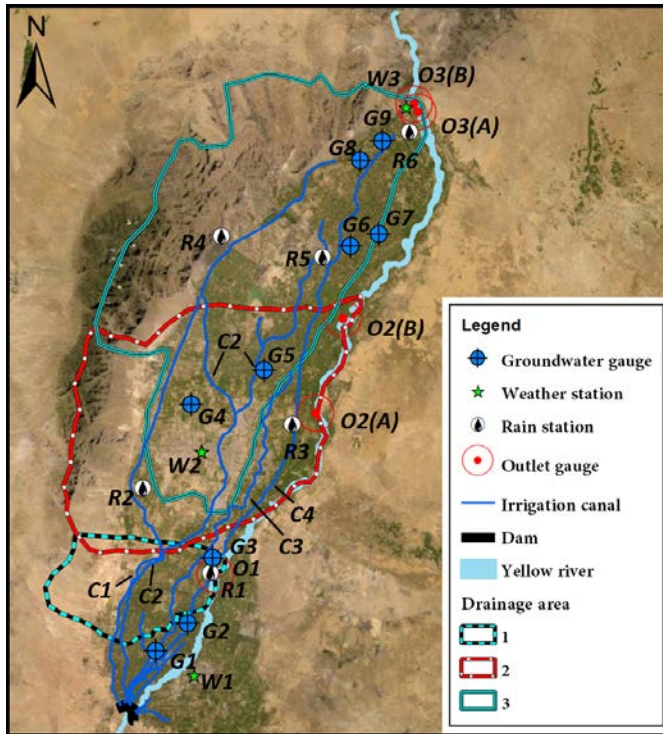 N
W3
O3(B)
O3(A)
G9
G8
R6
G7
G6
R4
R5
C2
G5
O2(B)
G4
O2(A)
R3
W2
R2
C4
C3
G3
O1
C1
C2
R1
G2
G1
W1
Legend
Groundwater gauge
Weather station
Rain station
Outlet gauge
Irrigation canal
Dam
Yellow river
Drainage area
1
2
3